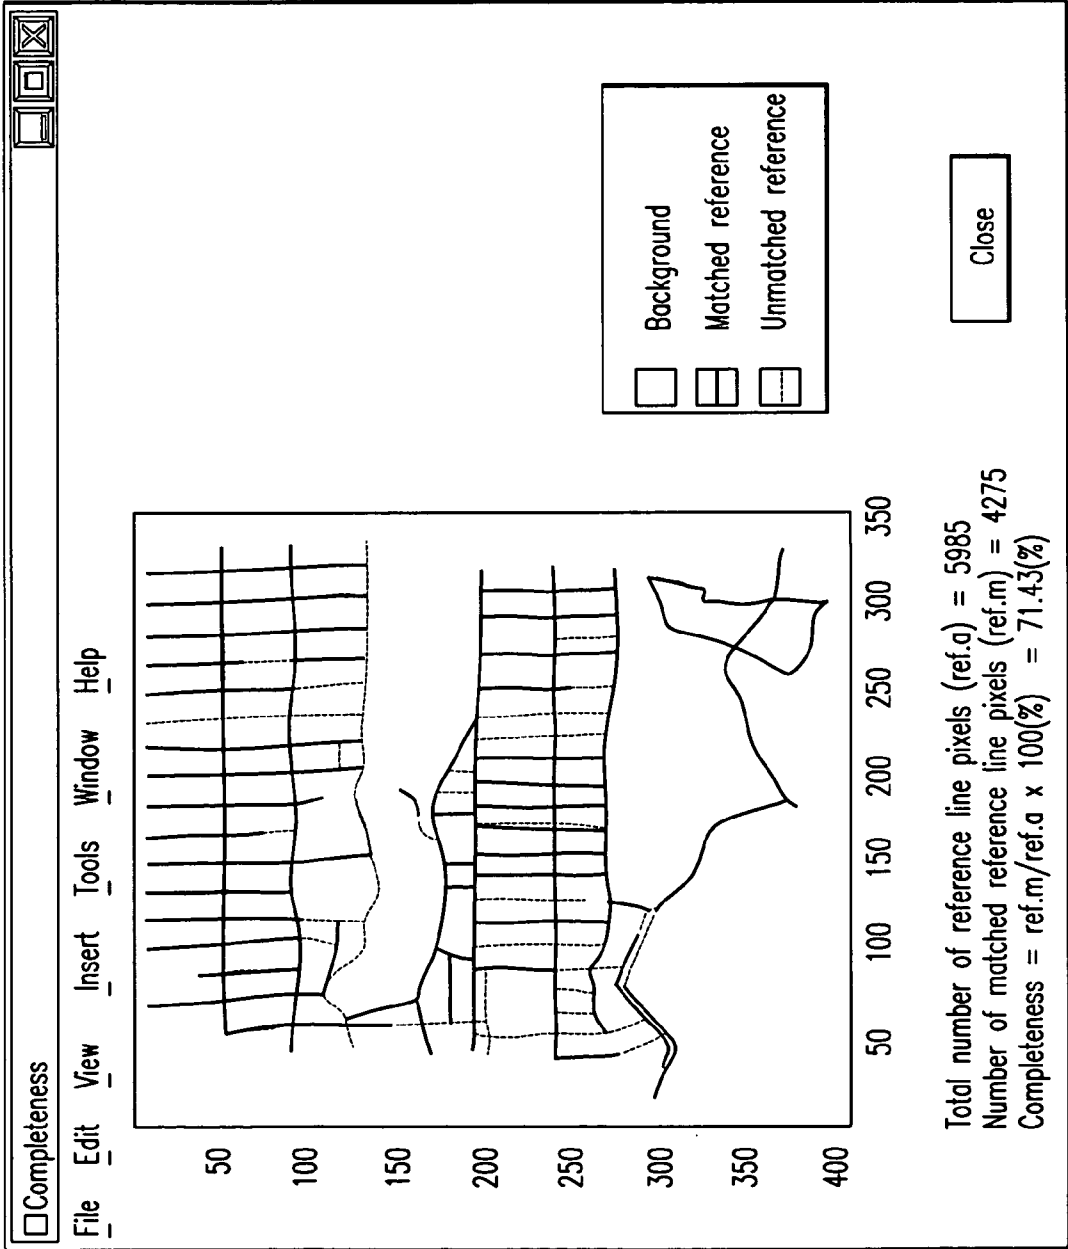 Completeness
File Edit View Insert Tools Window Help
50
100
150
200
250
300
350
400
50
100
150
200
250
300
350
Background
Matched reference
Unmatched reference
Total number of reference line pixels (ref.a) = 5985
Number of matched reference line pixels (ref.m) = 4275
Completeness = ref.m/ref.a x 100(%) = 71.43(%)
Close